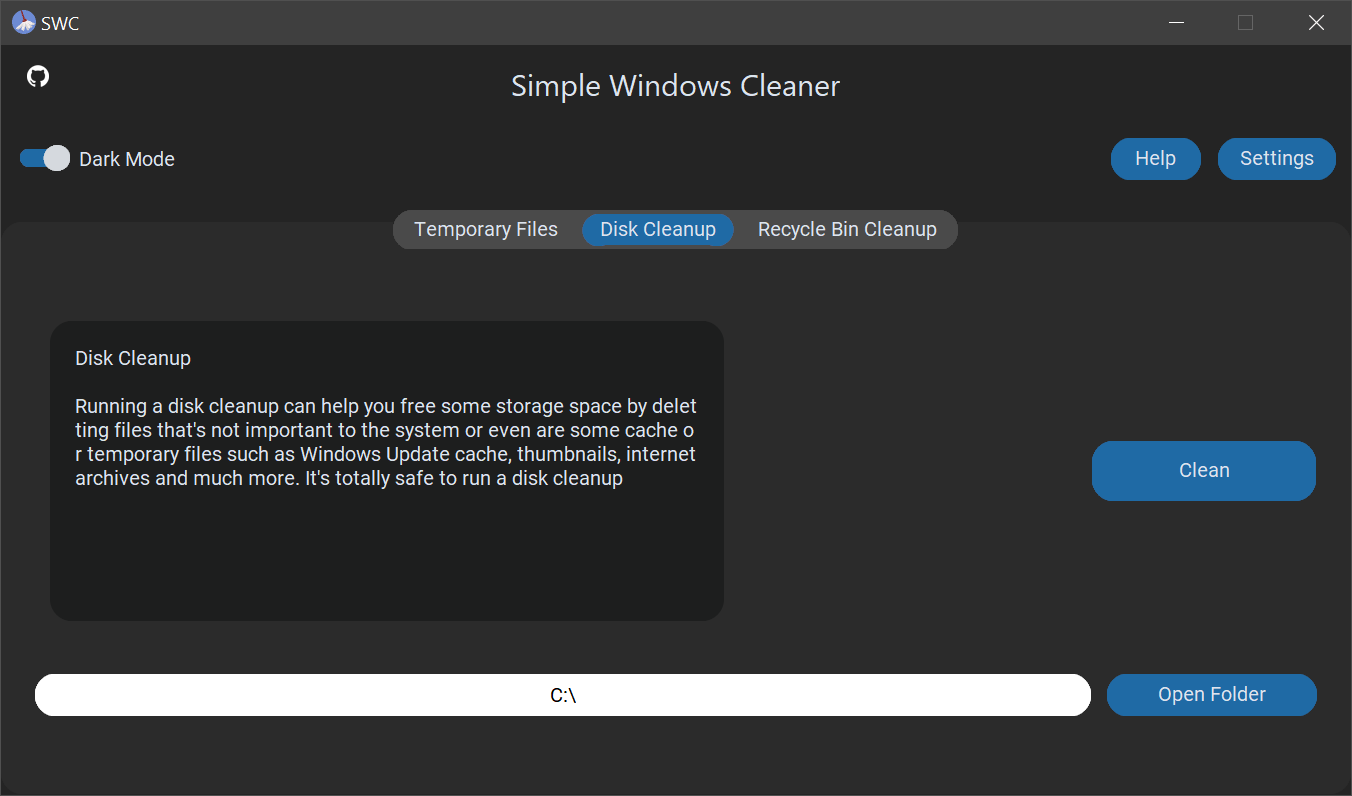 SWC
Simple Windows Cleaner
Dark Mode
Help
Settings
Temporary Files
Disk Cleanup
Recycle Bin Cleanup
Disk Cleanup
Running a disk cleanup can help you free some storage space by delet
ting files that's not important to the system or even are some cache o
r temporary files such as Windows Update cache, thumbnails, internet
archives and much more. It's totally safe to run a disk cleanup
Clean
C:\
Open Folder